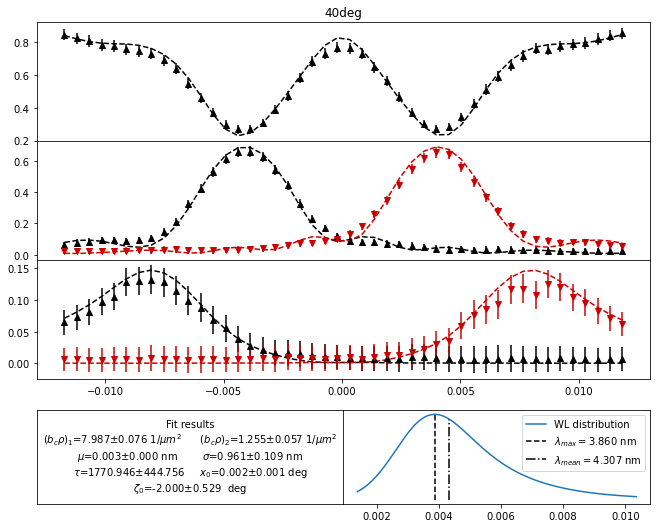 40deg
0.8
0.6
0.4
0.2
0.6
0.4
0.2
0.0
0.15
0.10
0.05
0.00
−0.010 −0.005 0.000 0.005 0.010
Fit results
(b_cρ)_1=7.987±0.076 1/μm^2 (b_cρ)_2=1.255±0.057 1/μm^2
μ=0.003±0.000 nm σ=0.961±0.109 nm
τ=1770.946±444.756 x_0=0.002±0.001 deg
ζ_0=-2.000±0.529 deg
WL distribution
λ_max = 3.860 nm
λ_mean = 4.307 nm
0.002 0.004 0.006 0.008 0.010